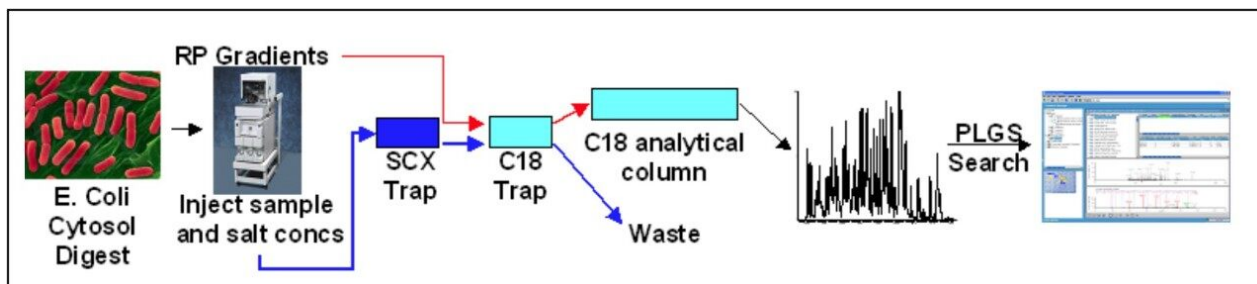 RP Gradients
E. Coli
Cytosol
Digest
Inject sample
and salt concs
SCX
Trap
C18
Trap
C18 analytical
column
Waste
PLGS
Search